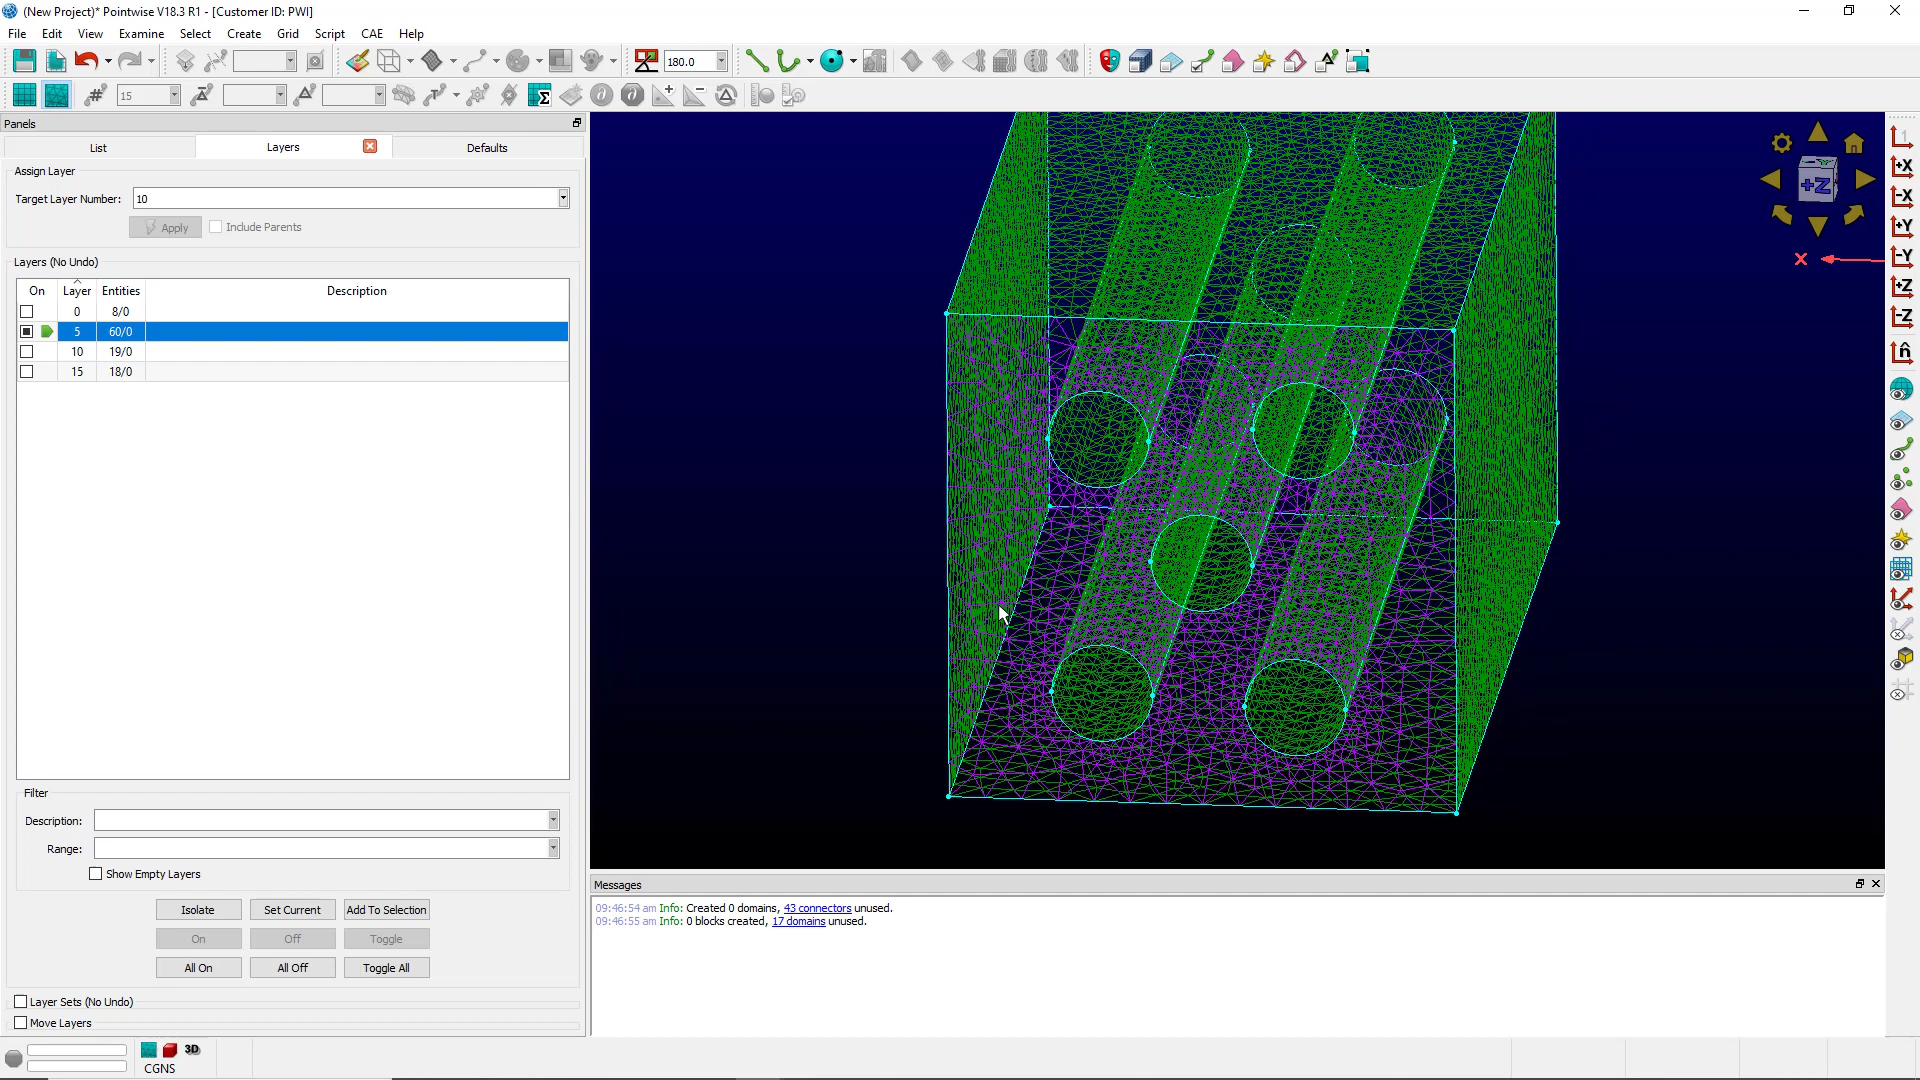 (New Project)* Pointwise V18.3 R1 - [Customer ID: PWI]
File Edit View Examine Select Create Grid Script CAE Help
180.0
15
Panels
List Layers Defaults
Assign Layer
Target Layer Number: 10
Apply Include Parents
Layers (No Undo)
On Layer Entities Description
0 8/0
5 60/0
10 19/0
15 18/0
Filter
Description:
Range:
Show Empty Layers
Isolate Set Current Add To Selection
On Off Toggle
All On All Off Toggle All
Layer Sets (No Undo)
Move Layers
3D
CGNS
+Z
X
Messages
09:46:54 am Info: Created 0 domains, 43 connectors unused.
09:46:55 am Info: 0 blocks created, 17 domains unused.
1
+X
-X
+Y
-Y
+Z
-Z
n̂